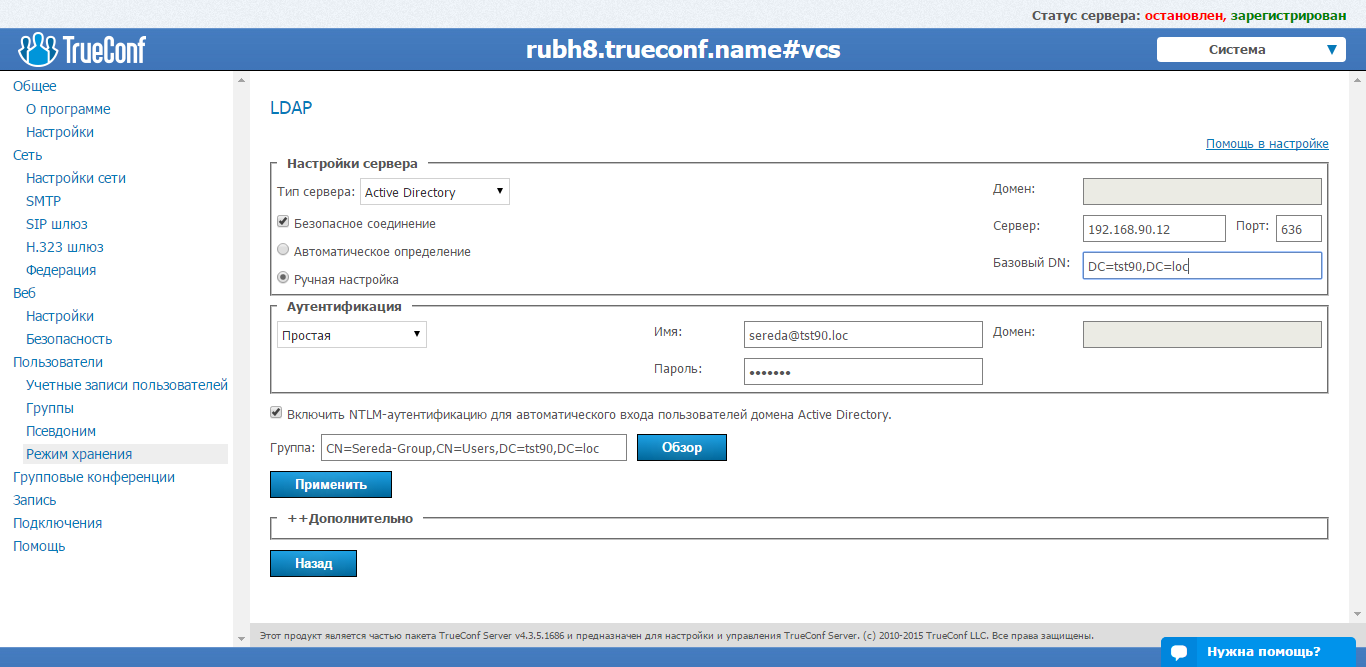 Статус сервера: остановлен, зарегистрирован
TrueConf
rubh8.trueconf.name#vcs
Система
Общее
О программе
Настройки
Сеть
Настройки сети
SMTP
SIP шлюз
H.323 шлюз
Федерация
Веб
Настройки
Безопасность
Пользователи
Учетные записи пользователей
Группы
Псевдоним
Режим хранения
Групповые конференции
Запись
Подключения
Помощь
LDAP
Помощь в настройке
Настройки сервера
Тип сервера: Active Directory
Домен:
Безопасное соединение
Сервер: 192.168.90.12 Порт: 636
Автоматическое определение
Базовый DN: DC=tst90,DC=loc
Ручная настройка
Аутентификация
Простая
Имя: sereda@tst90.loc Домен:
Пароль: •••••••
Включить NTLM-аутентификацию для автоматического входа пользователей домена Active Directory.
Группа: CN=Sereda-Group,CN=Users,DC=tst90,DC=loc Обзор
Применить
++Дополнительно
Назад
Этот продукт является частью пакета TrueConf Server v4.3.5.1686 и предназначен для настройки и управления TrueConf Server. (c) 2010-2015 TrueConf LLC. Все права защищены.
Нужна помощь?